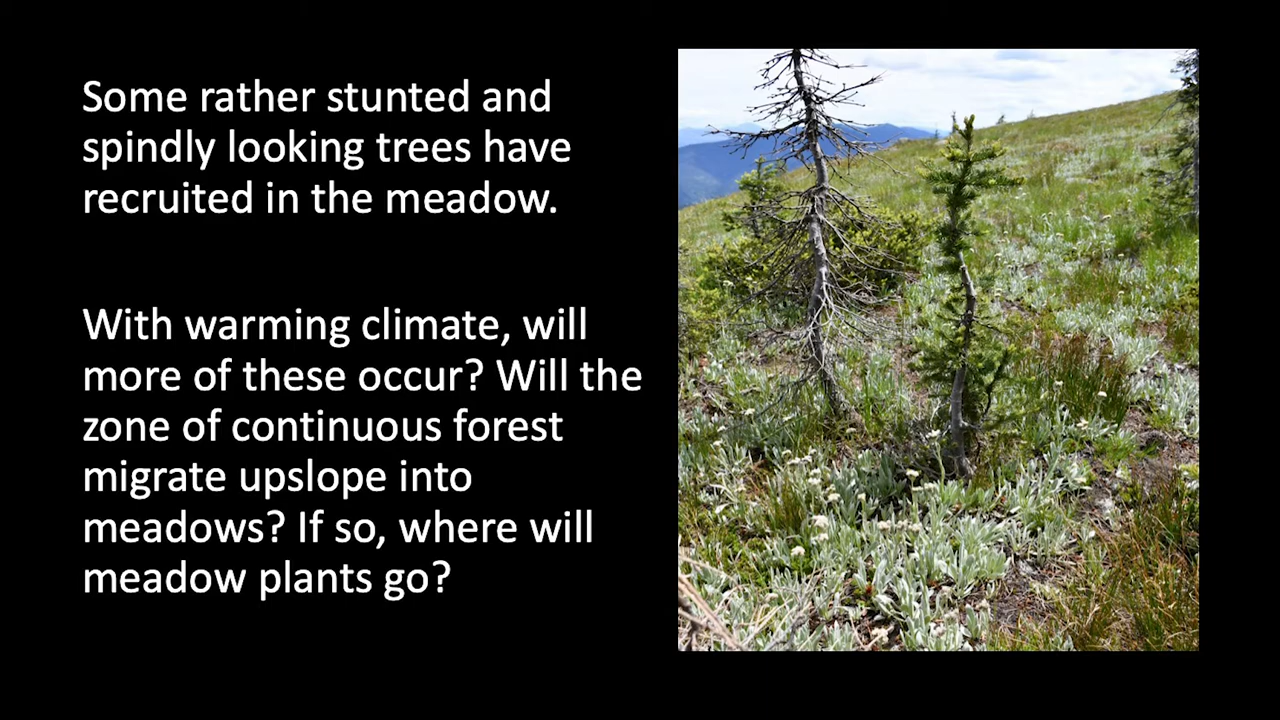 Some rather stunted and
spindly looking trees have
recruited in the meadow.
With warming climate, will
more of these occur? Will the
zone of continuous forest
migrate upslope into
meadows? If so, where will
meadow plants go?